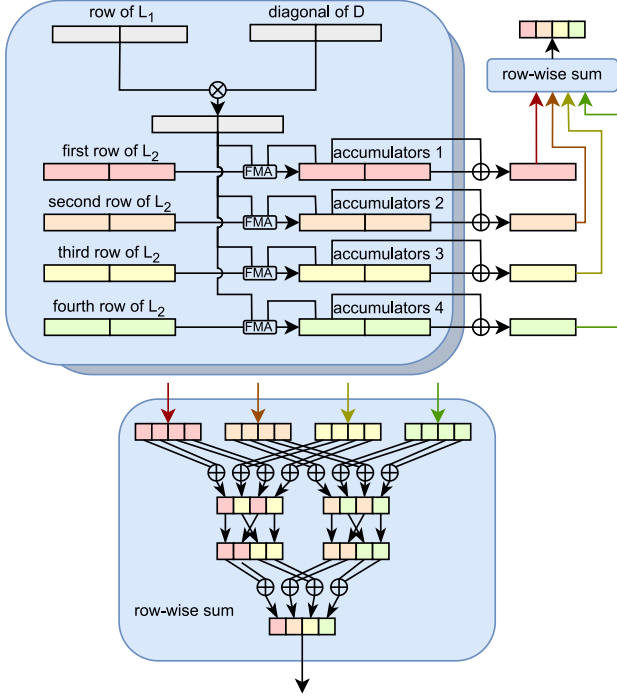 row of L1
diagonal of D
row-wise sum
first row of L2
FMA
accumulators 1
second row of L2
FMA
accumulators 2
third row of L2
FMA
accumulators 3
fourth row of L2
FMA
accumulators 4
row-wise sum